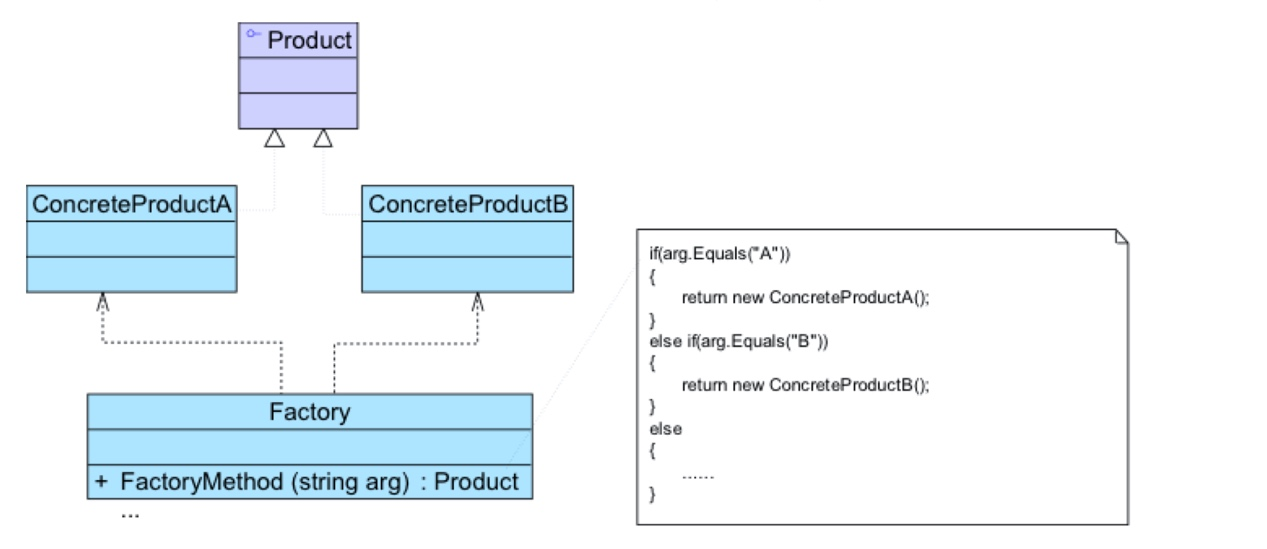 Product
ConcreteProductA
ConcreteProductB
Factory
+ FactoryMethod (string arg) : Product
...
if(arg.Equals("A"))
{
return new ConcreteProductA();
}
else if(arg.Equals("B"))
{
return new ConcreteProductB();
}
else
{
......
}